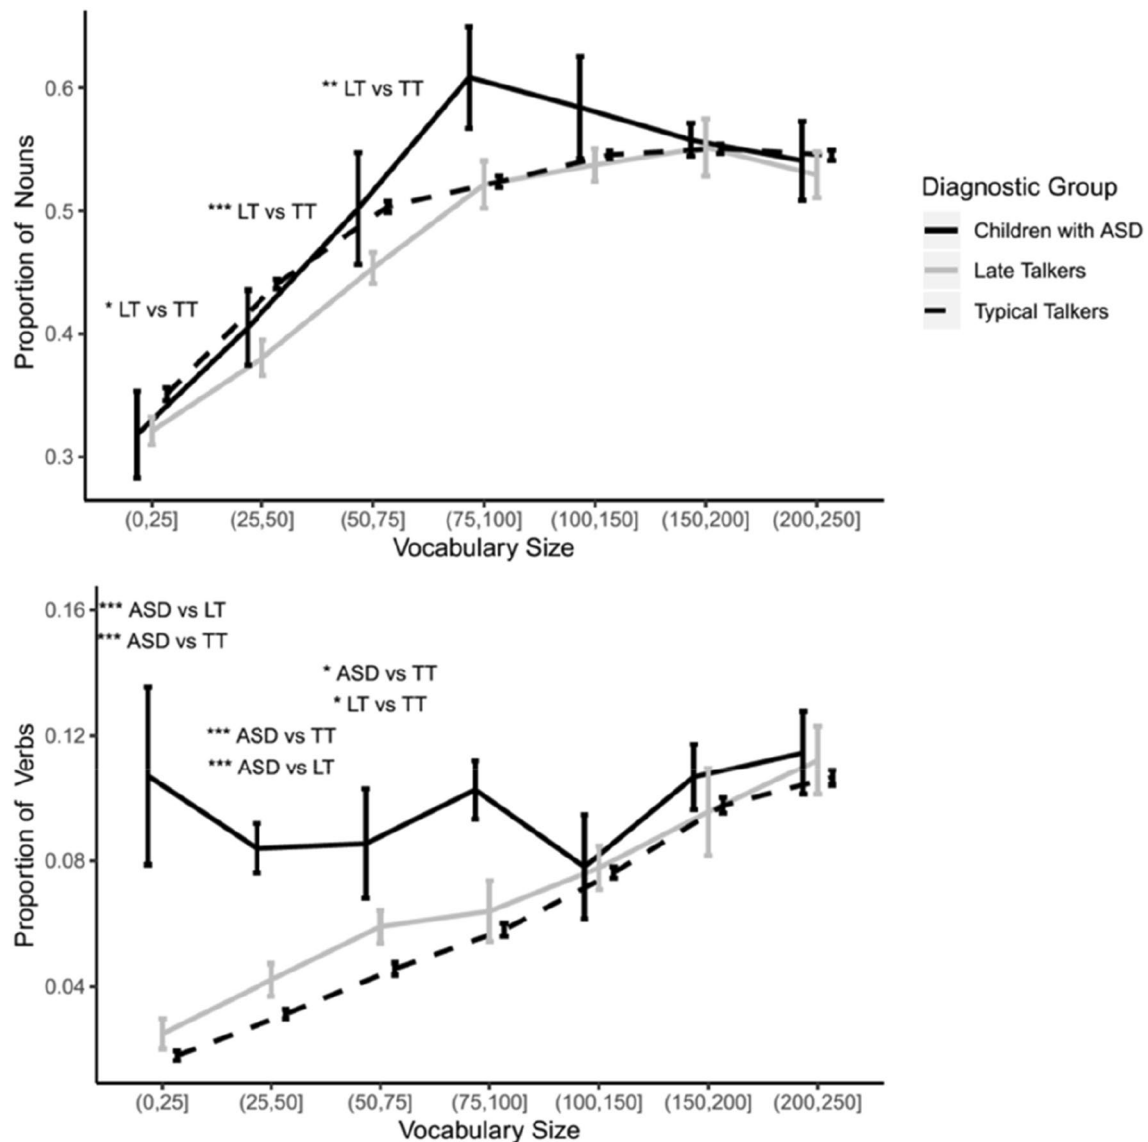 Proportion of Nouns
0.6
0.5
0.4
0.3
** LT vs TT
*** LT vs TT
* LT vs TT
(0,25] (25,50] (50,75] (75,100] (100,150] (150,200] (200,250]
Vocabulary Size
Diagnostic Group
Children with ASD
Late Talkers
Typical Talkers
Proportion of Verbs
0.16
0.12
0.08
0.04
*** ASD vs LT
*** ASD vs TT
* ASD vs TT
* LT vs TT
*** ASD vs TT
*** ASD vs LT
(0,25] (25,50] (50,75] (75,100] (100,150] (150,200] (200,250]
Vocabulary Size